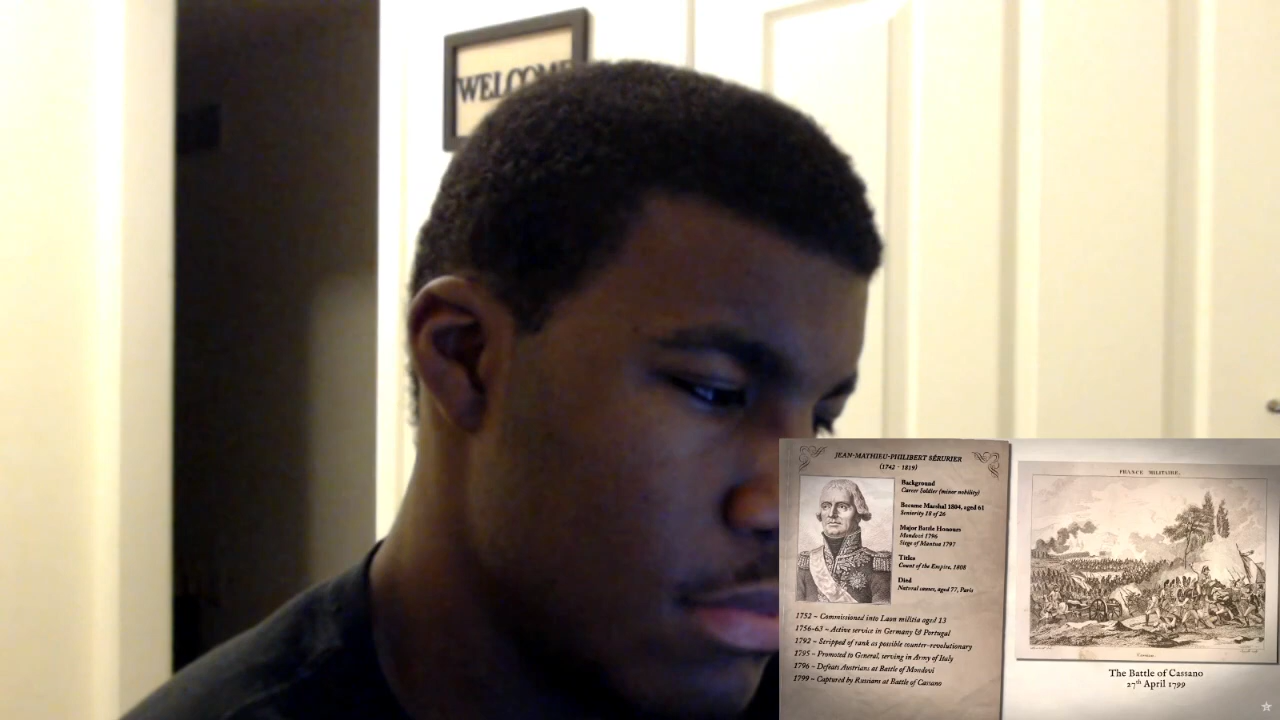 WELCOME
JEAN-MATHIEU-PHILIBERT SÉRURIER
(1742 - 1819)
Background
Career Soldier (minor nobility)
Became Marshal 1804, aged 61
Seniority 18 of 26
Major Battle Honours
Mondovi 1796
Siege of Mantua 1797
Titles
Count of the Empire, 1808
Died
Natural causes, aged 77, Paris
1752 – Commissioned into Laon militia aged 13
1756-63 – Active service in Germany & Portugal
1792 – Stripped of rank as possible counter-revolutionary
1795 – Promoted to General, serving in Army of Italy
1796 – Defeats Austrians at Battle of Mondovi
1799 – Captured by Russians at Battle of Cassano
FRANCE MILITAIRE.
The Battle of Cassano
27th April 1799